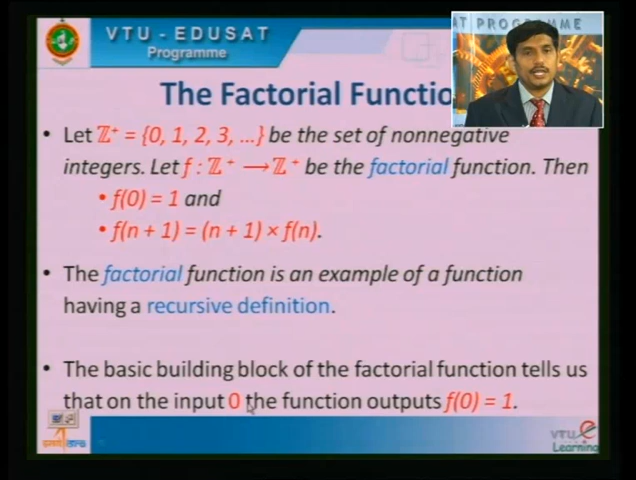 VTU - EDUSAT
Programme
AT PROGRAMME
The Factorial Functio
• Let ℤ⁺ = {0, 1, 2, 3, ...} be the set of nonnegative
integers. Let f : ℤ⁺ ⟶ ℤ⁺ be the factorial function. Then
• f(0) = 1 and
• f(n + 1) = (n + 1) × f(n).
• The factorial function is an example of a function
having a recursive definition.
• The basic building block of the factorial function tells us
that on the input 0 the function outputs f(0) = 1.
VTU e
Learning